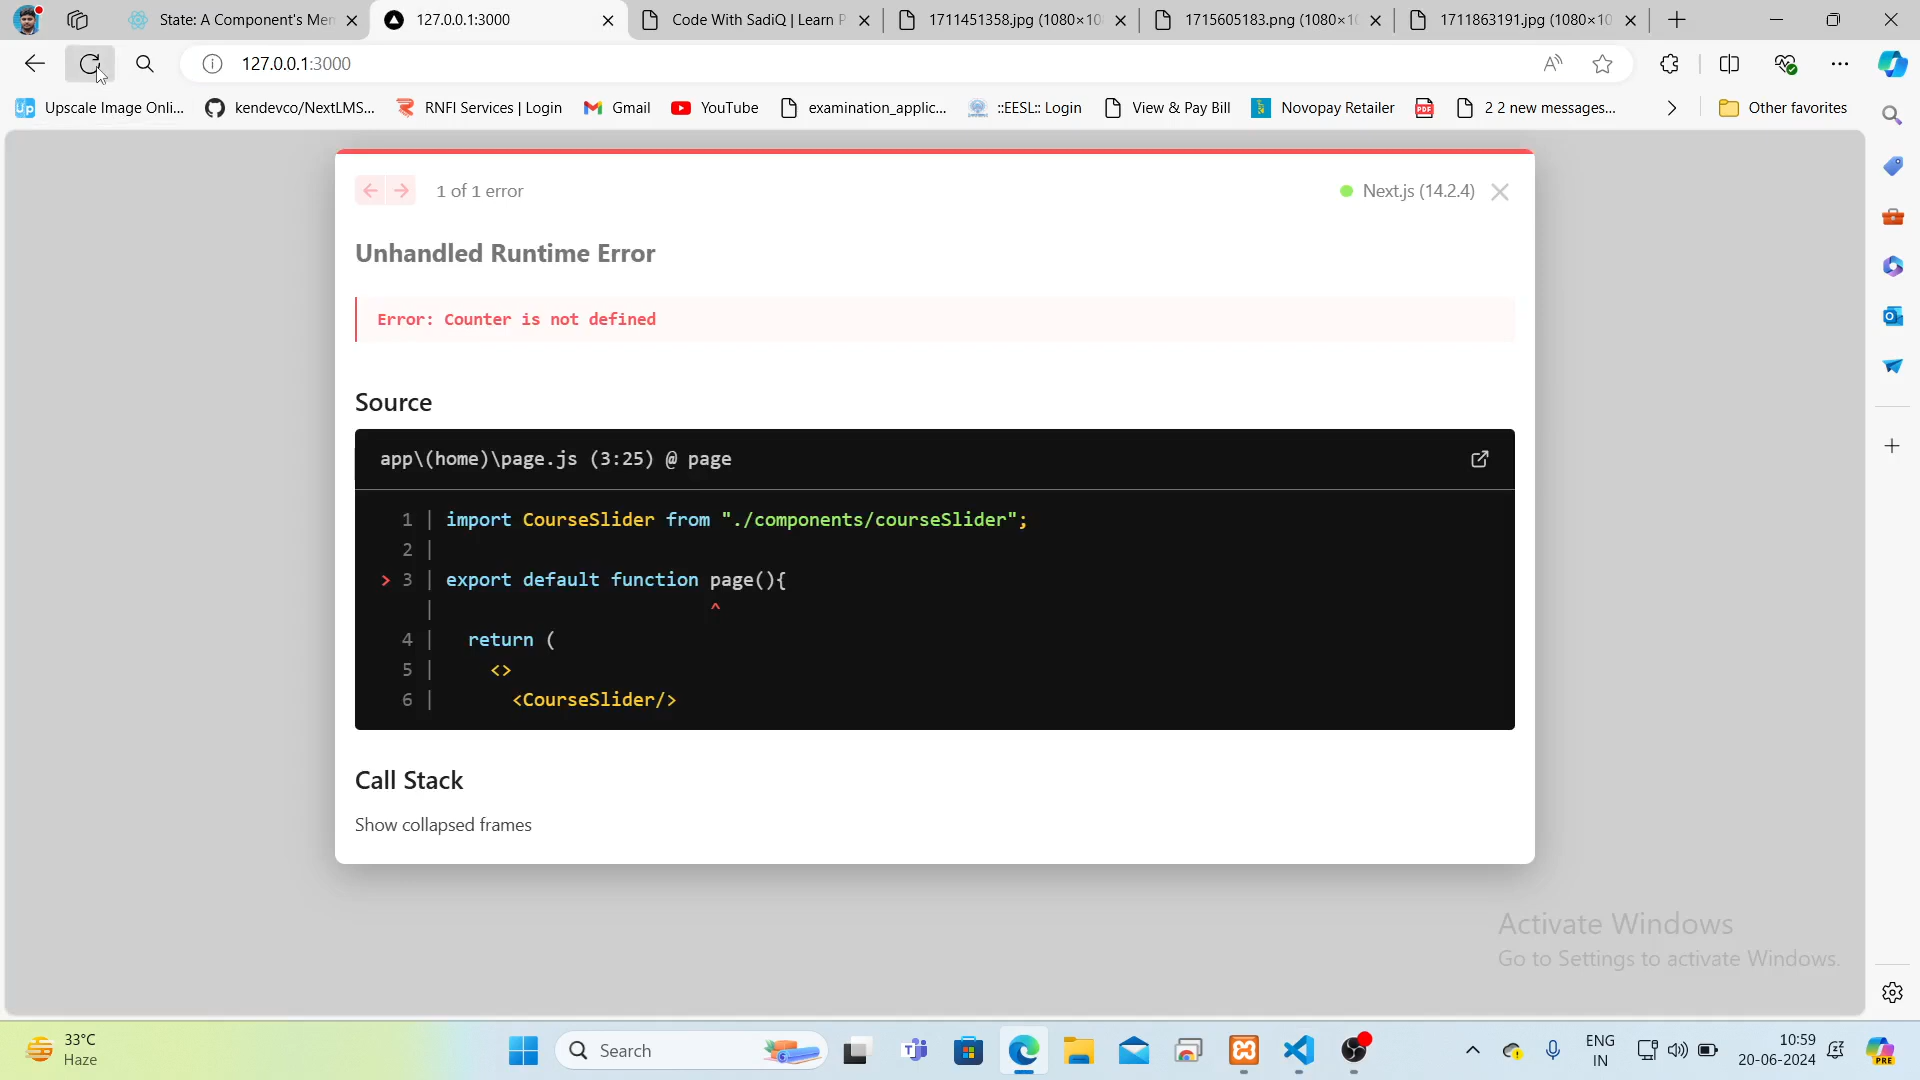 State: A Component's Mem
127.0.0.1:3000
Code With SadiQ | Learn P
1711451358.jpg (1080×10
1715605183.png (1080×10
1711863191.jpg (1080×10
127.0.0.1:3000
Upscale Image Onli...
kendevco/NextLMS...
RNFI Services | Login
Gmail
YouTube
examination_applic...
::EESL:: Login
View & Pay Bill
Novopay Retailer
2 2 new messages...
Other favorites
1 of 1 error
Next.js (14.2.4)
Unhandled Runtime Error
Error: Counter is not defined
Source
app\(home)\page.js (3:25) @ page
1 | import CourseSlider from "./components/courseSlider";
2 |
> 3 | export default function page(){
| ^
4 | return (
5 | <>
6 | <CourseSlider/>
Call Stack
Show collapsed frames
Activate Windows
Go to Settings to activate Windows.
33°C
Haze
Search
ENG
IN
10:59
20-06-2024
PRE